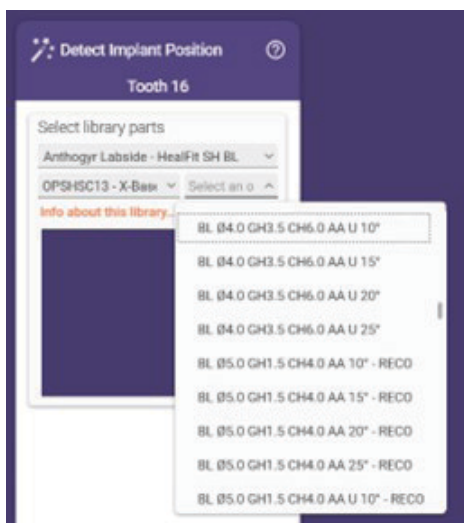 Detect Implant Position
Tooth 16
Select library parts
Anthogyr Labside - HealFit SH BL
OPSHSC13 - X-Base Select an o
Info about this library...
BL Ø4.0 GH3.5 CH6.0 AA U 10°
BL Ø4.0 GH3.5 CH6.0 AA U 15°
BL Ø4.0 GH3.5 CH6.0 AA U 20°
BL Ø4.0 GH3.5 CH6.0 AA U 25°
BL Ø5.0 GH1.5 CH4.0 AA 10° - RECO
BL Ø5.0 GH1.5 CH4.0 AA 15° - RECO
BL Ø5.0 GH1.5 CH4.0 AA 20° - RECO
BL Ø5.0 GH1.5 CH4.0 AA 25° - RECO
BL Ø5.0 GH1.5 CH4.0 AA U 10° - RECO